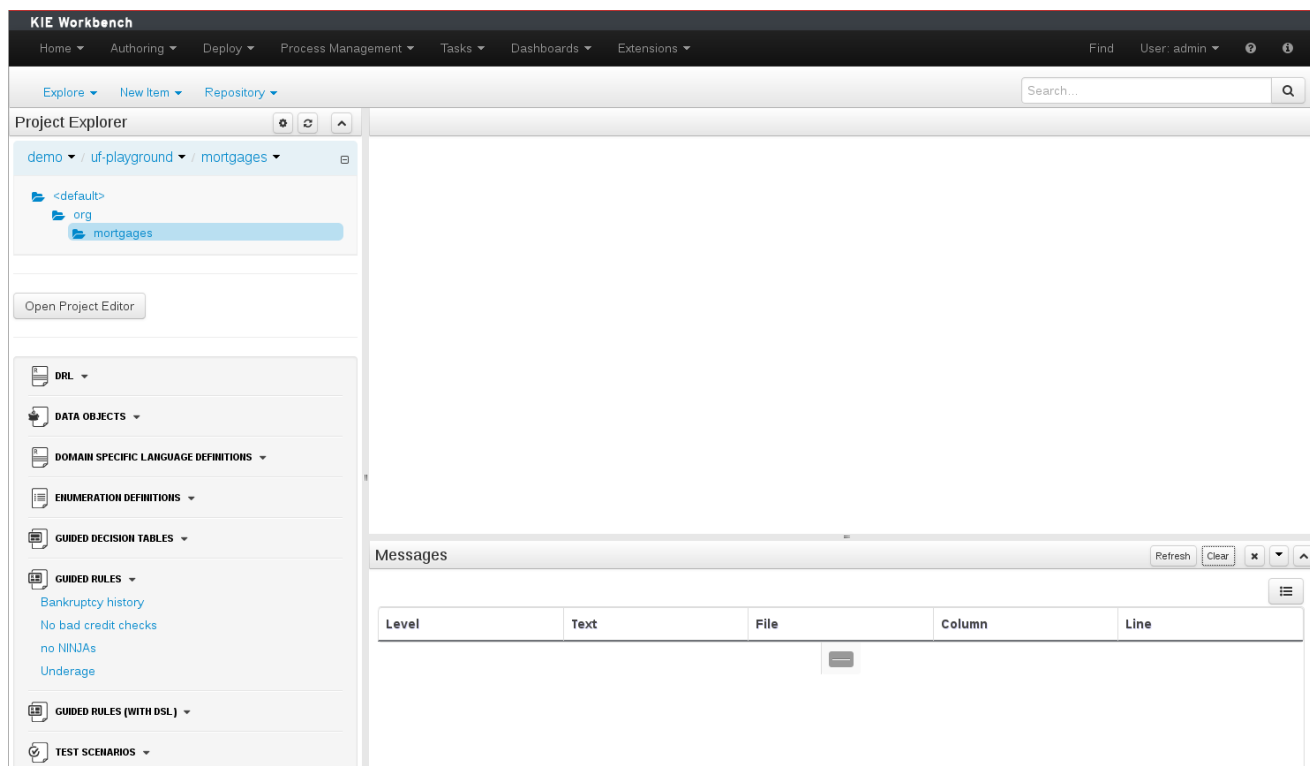 KIE Workbench
Home Authoring Deploy Process Management Tasks Dashboards Extensions Find User: admin
Explore New Item Repository Search...
Project Explorer
demo / uf-playground / mortgages
<default>
org
mortgages
Open Project Editor
DRL
DATA OBJECTS
DOMAIN SPECIFIC LANGUAGE DEFINITIONS
ENUMERATION DEFINITIONS
GUIDED DECISION TABLES
GUIDED RULES
Bankruptcy history
No bad credit checks
no NINJAs
Underage
GUIDED RULES (WITH DSL)
TEST SCENARIOS
Messages Refresh Clear
Level Text File Column Line